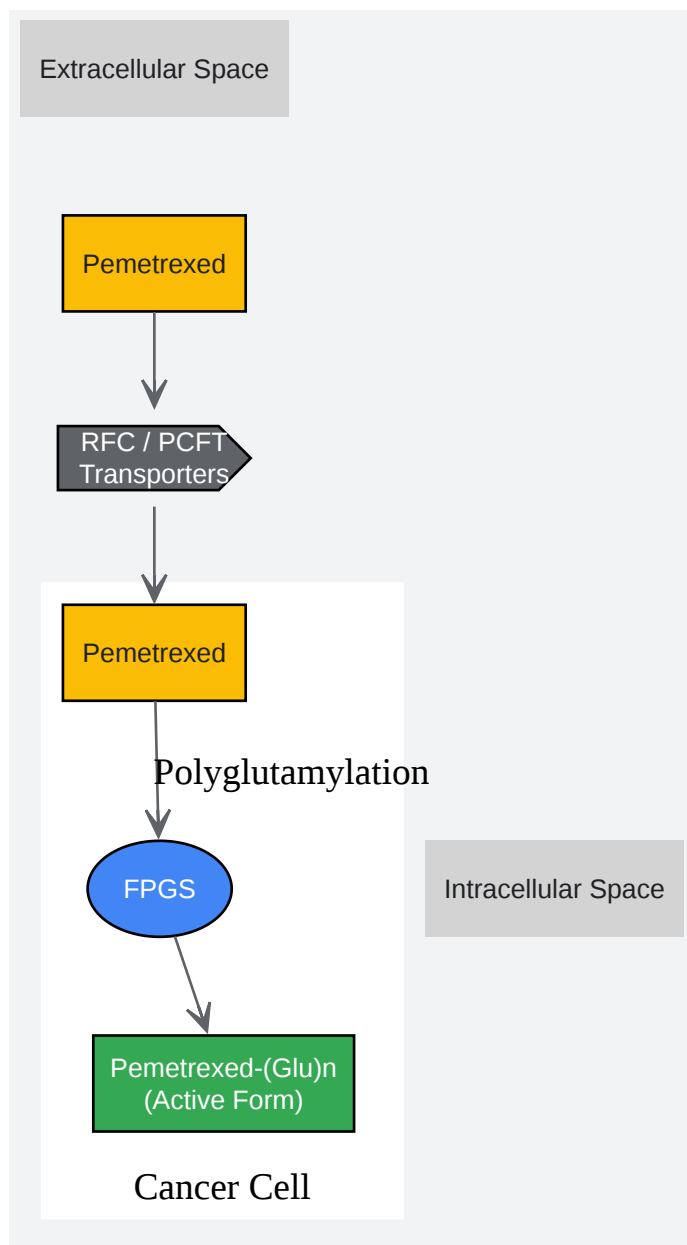 Extracellular Space
Pemetrexed
RFC / PCFT
Transporters
Pemetrexed
Polyglutamylation
FPGS
Intracellular Space
Pemetrexed-(Glu)n
(Active Form)
Cancer Cell